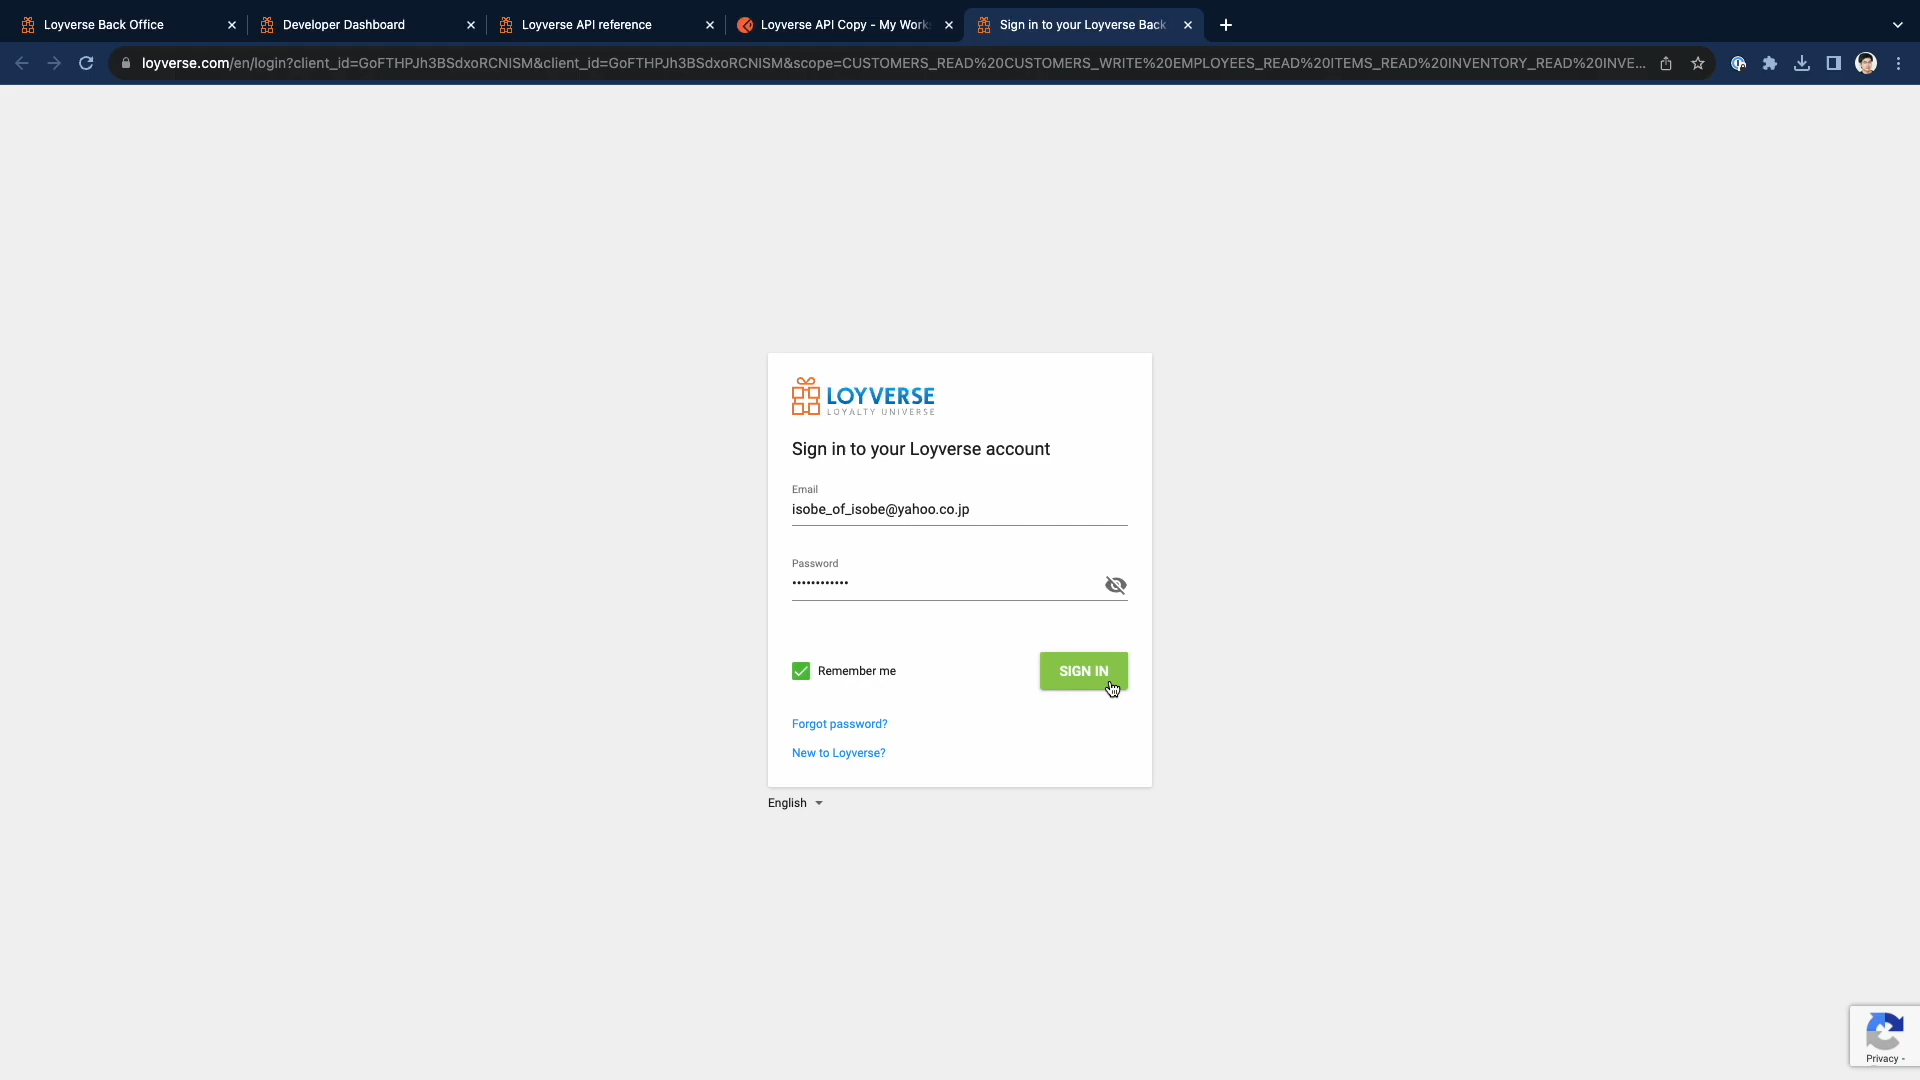 Loyverse Back Office
Developer Dashboard
Loyverse API reference
Loyverse API Copy - My Work
Sign in to your Loyverse Back
loyverse.com/en/login?client_id=GoFTHPJh3BSdxoRCNISM&client_id=GoFTHPJh3BSdxoRCNISM&scope=CUSTOMERS_READ%20CUSTOMERS_WRITE%20EMPLOYEES_READ%20ITEMS_READ%20INVENTORY_READ%20INVE...
LOYVERSE
LOYALTY UNIVERSE
Sign in to your Loyverse account
Email
isobe_of_isobe@yahoo.co.jp
Password
••••••••••••
Remember me
SIGN IN
Forgot password?
New to Loyverse?
English
Privacy -